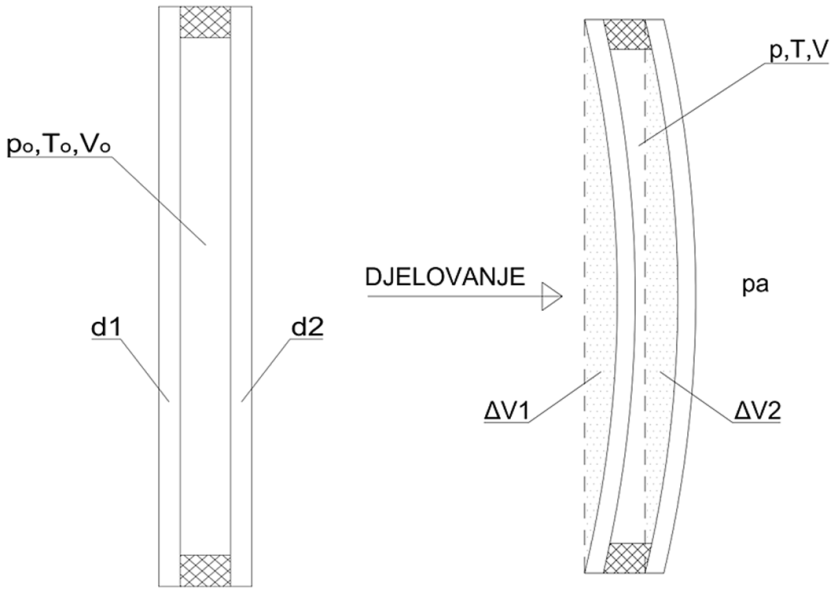 po,To,Vo
d1
d2
DJELOVANJE
p,T,V
pa
ΔV1
ΔV2